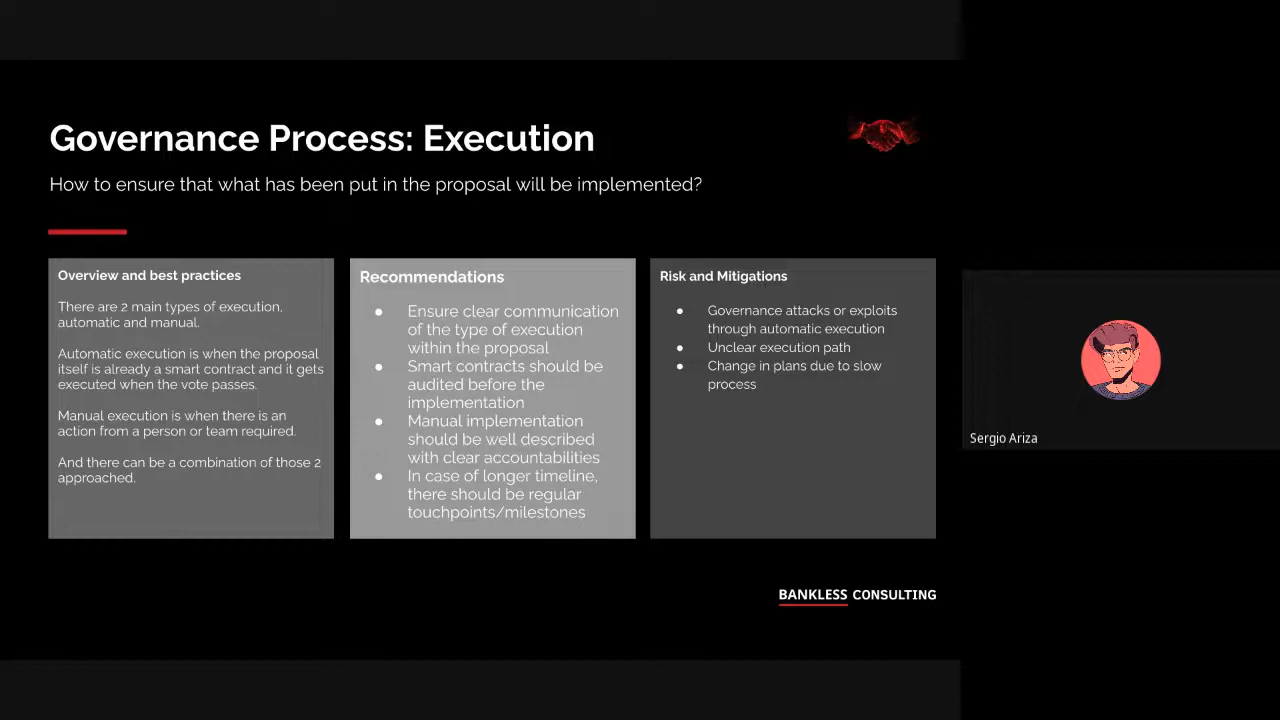 Governance Process: Execution
How to ensure that what has been put in the proposal will be implemented?
Overview and best practices
There are 2 main types of execution,
automatic and manual.
Automatic execution is when the proposal
itself is already a smart contract and it gets
executed when the vote passes.
Manual execution is when there is an
action from a person or team required.
And there can be a combination of those 2
approached.
Recommendations
● Ensure clear communication
of the type of execution
within the proposal
● Smart contracts should be
audited before the
implementation
● Manual implementation
should be well described
with clear accountabilities
● In case of longer timeline,
there should be regular
touchpoints/milestones
Risk and Mitigations
● Governance attacks or exploits
through automatic execution
● Unclear execution path
● Change in plans due to slow
process
Sergio Ariza
BANKLESS CONSULTING